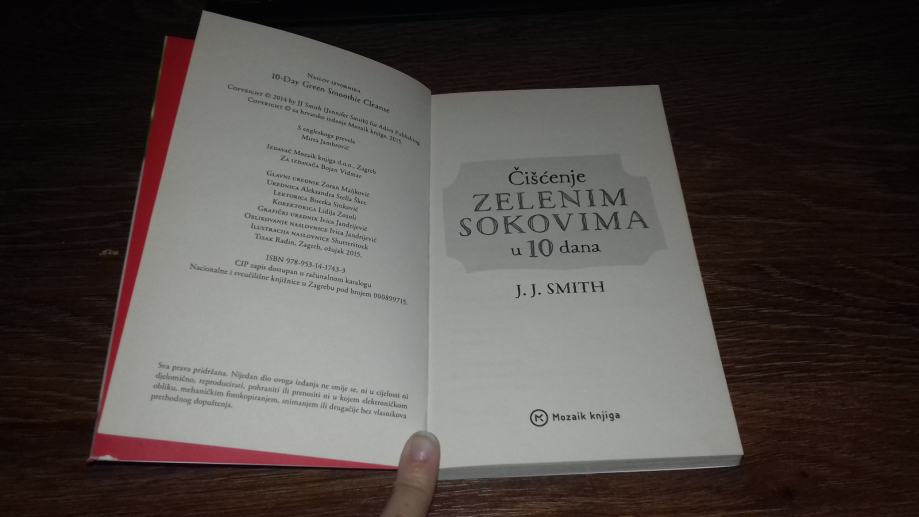 Naslov izvornika
10-Day Green Smoothie Cleanse
Copyright © 2014 by JJ Smith (Jennifer Smith) for Adiva Publishing
Copyright © za hrvatsko izdanje Mozaik knjiga, 2015.
S engleskoga prevela
Mirta Jambrović
Izdavač Mozaik knjiga d.o.o., Zagreb
Za izdavača Bojan Vidmar
Glavni urednik Zoran Maljković
Urednica Aleksandra Stella Škec
Lektorica Biserka Sinković
Korektorica Lidija Zozoli
Grafički urednik Ivica Jandrijević
Oblikovanje naslovnice Ivica Jandrijević
Ilustracija naslovnice Shutterstock
Tisak Radin, Zagreb, ožujak 2015.
ISBN 978-953-14-1743-3
CIP zapis dostupan u računalnom katalogu
Nacionalne i sveučilišne knjižnice u Zagrebu pod brojem 000899715.
Sva prava pridržana. Nijedan dio ovoga izdanja ne smije se, ni u cijelosti ni
djelomično, reproducirati, pohraniti ili prenositi ni u kojem elektroničkom
obliku, mehaničkim fotokopiranjem, snimanjem ili drugačije bez vlasnikova
prethodnog dopuštenja.
Čišćenje
ZELENIM
SOKOVIMA
u 10 dana
J. J. SMITH
Mozaik knjiga